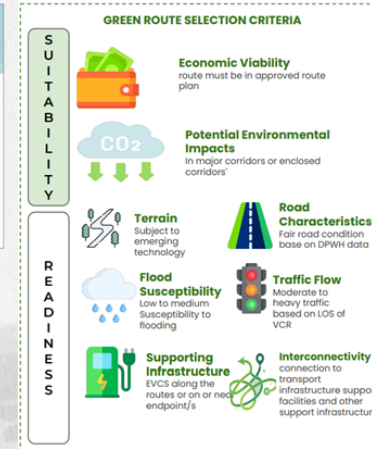 GREEN ROUTE SELECTION CRITERIA
SUITABILITY
Economic Viability
route must be in approved route
plan
CO2
Potential Environmental
Impacts
In major corridors or enclosed
corridors`
READINESS
Terrain
Subject to
emerging
technology
Road
Characteristics
Fair road condition
base on DPWH data
Flood
Susceptibility
Low to medium
Susceptibility to
flooding
Traffic Flow
Moderate to
heavy traffic
based on LOS of
VCR
Supporting
Infrastructure
EVCS along the
routes or on or near
endpoint/s
Interconnectivity
connection to
transport
infrastructure
facilities and other
support